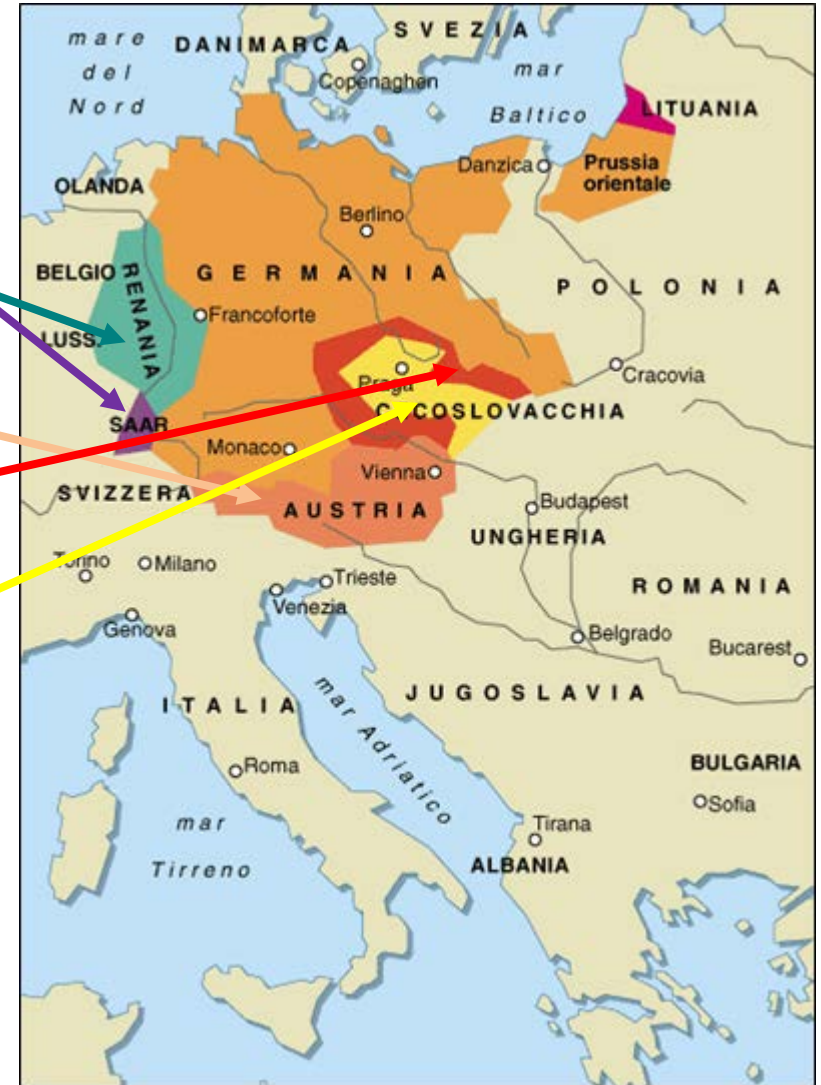 mare
del
Nord
DANIMARCA
SVEZIA
Copenaghen
mar
Baltico
LITUANIA
Danzica
Prussia
orientale
OLANDA
Berlino
BELGIO
RENANIA
GERMANIA
POLONIA
Francoforte
LUSS.
Praga
Cracovia
C COSLOVACCHIA
SAAR
Monaco
Vienna
SVIZZERA
AUSTRIA
Budapest
UNGHERIA
Torino
Milano
Trieste
Venezia
ROMANIA
Genova
Belgrado
Bucarest
ITALIA
mar Adriatico
JUGOSLAVIA
Roma
BULGARIA
Sofia
mar
Tirreno
Tirana
ALBANIA